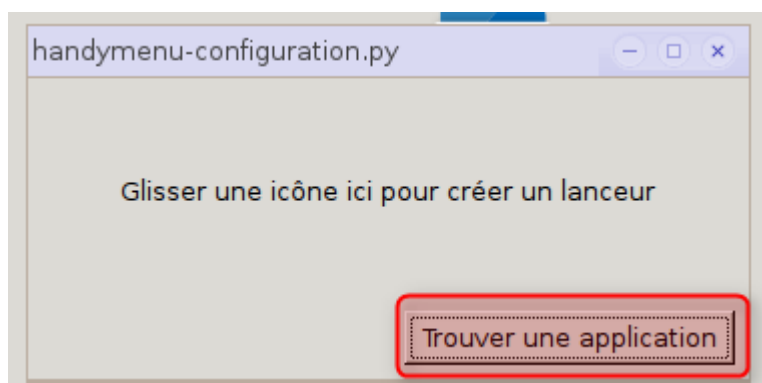 handymenu-configuration.py
Glisser une icône ici pour créer un lanceur
Trouver une application